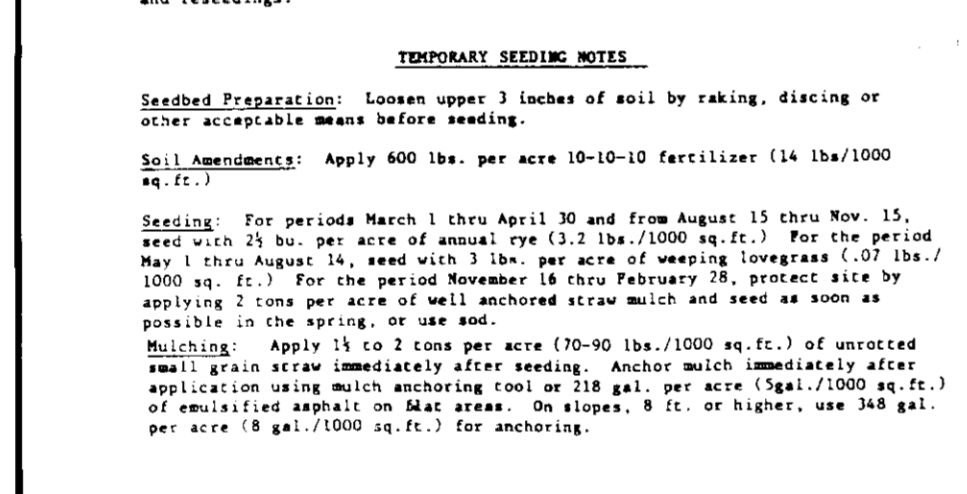 and reseedings.
TEMPORARY SEEDING NOTES
Seedbed Preparation: Loosen upper 3 inches of soil by raking, discing or
other acceptable means before seeding.
Soil Amendments: Apply 600 lbs. per acre 10-10-10 fertilizer (14 lbs/1000
sq.ft.)
Seeding: For periods March 1 thru April 30 and from August 15 thru Nov. 15,
seed with 2½ bu. per acre of annual rye (3.2 lbs./1000 sq.ft.) For the period
May 1 thru August 14, seed with 3 lbs. per acre of weeping lovegrass (.07 lbs./
1000 sq. ft.) For the period November 16 thru February 28, protect site by
applying 2 tons per acre of well anchored straw mulch and seed as soon as
possible in the spring, or use sod.
Mulching: Apply 1½ to 2 tons per acre (70-90 lbs./1000 sq.ft.) of unrotted
small grain straw immediately after seeding. Anchor mulch immediately after
application using mulch anchoring tool or 218 gal. per acre (5gal./1000 sq.ft.)
of emulsified asphalt on flat areas. On slopes, 8 ft. or higher, use 348 gal.
per acre (8 gal./1000 sq.ft.) for anchoring.